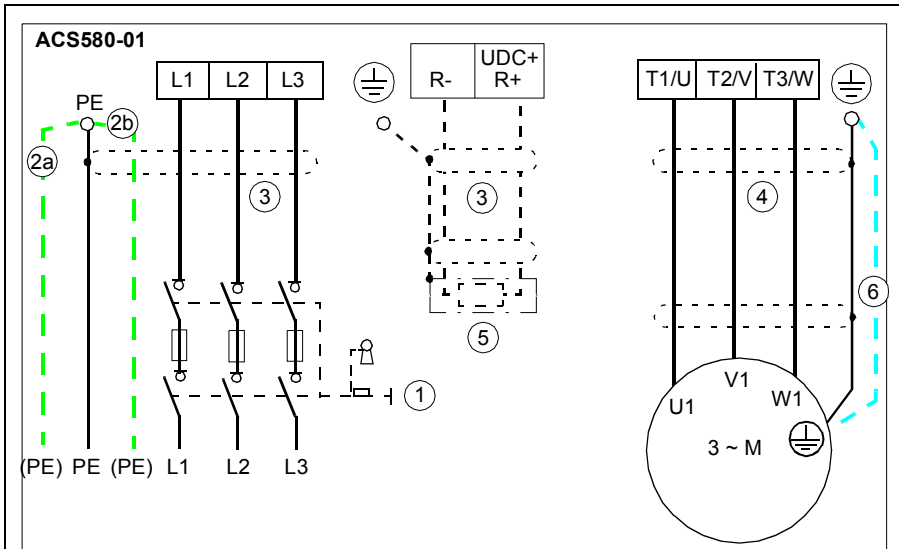 ACS580-01
L1 L2 L3
R- UDC+ R+
T1/U T2/V T3/W
PE
2a
2b
3
3
4
5
6
1
U1 V1 W1
3 ~ M
(PE) PE (PE) L1 L2 L3